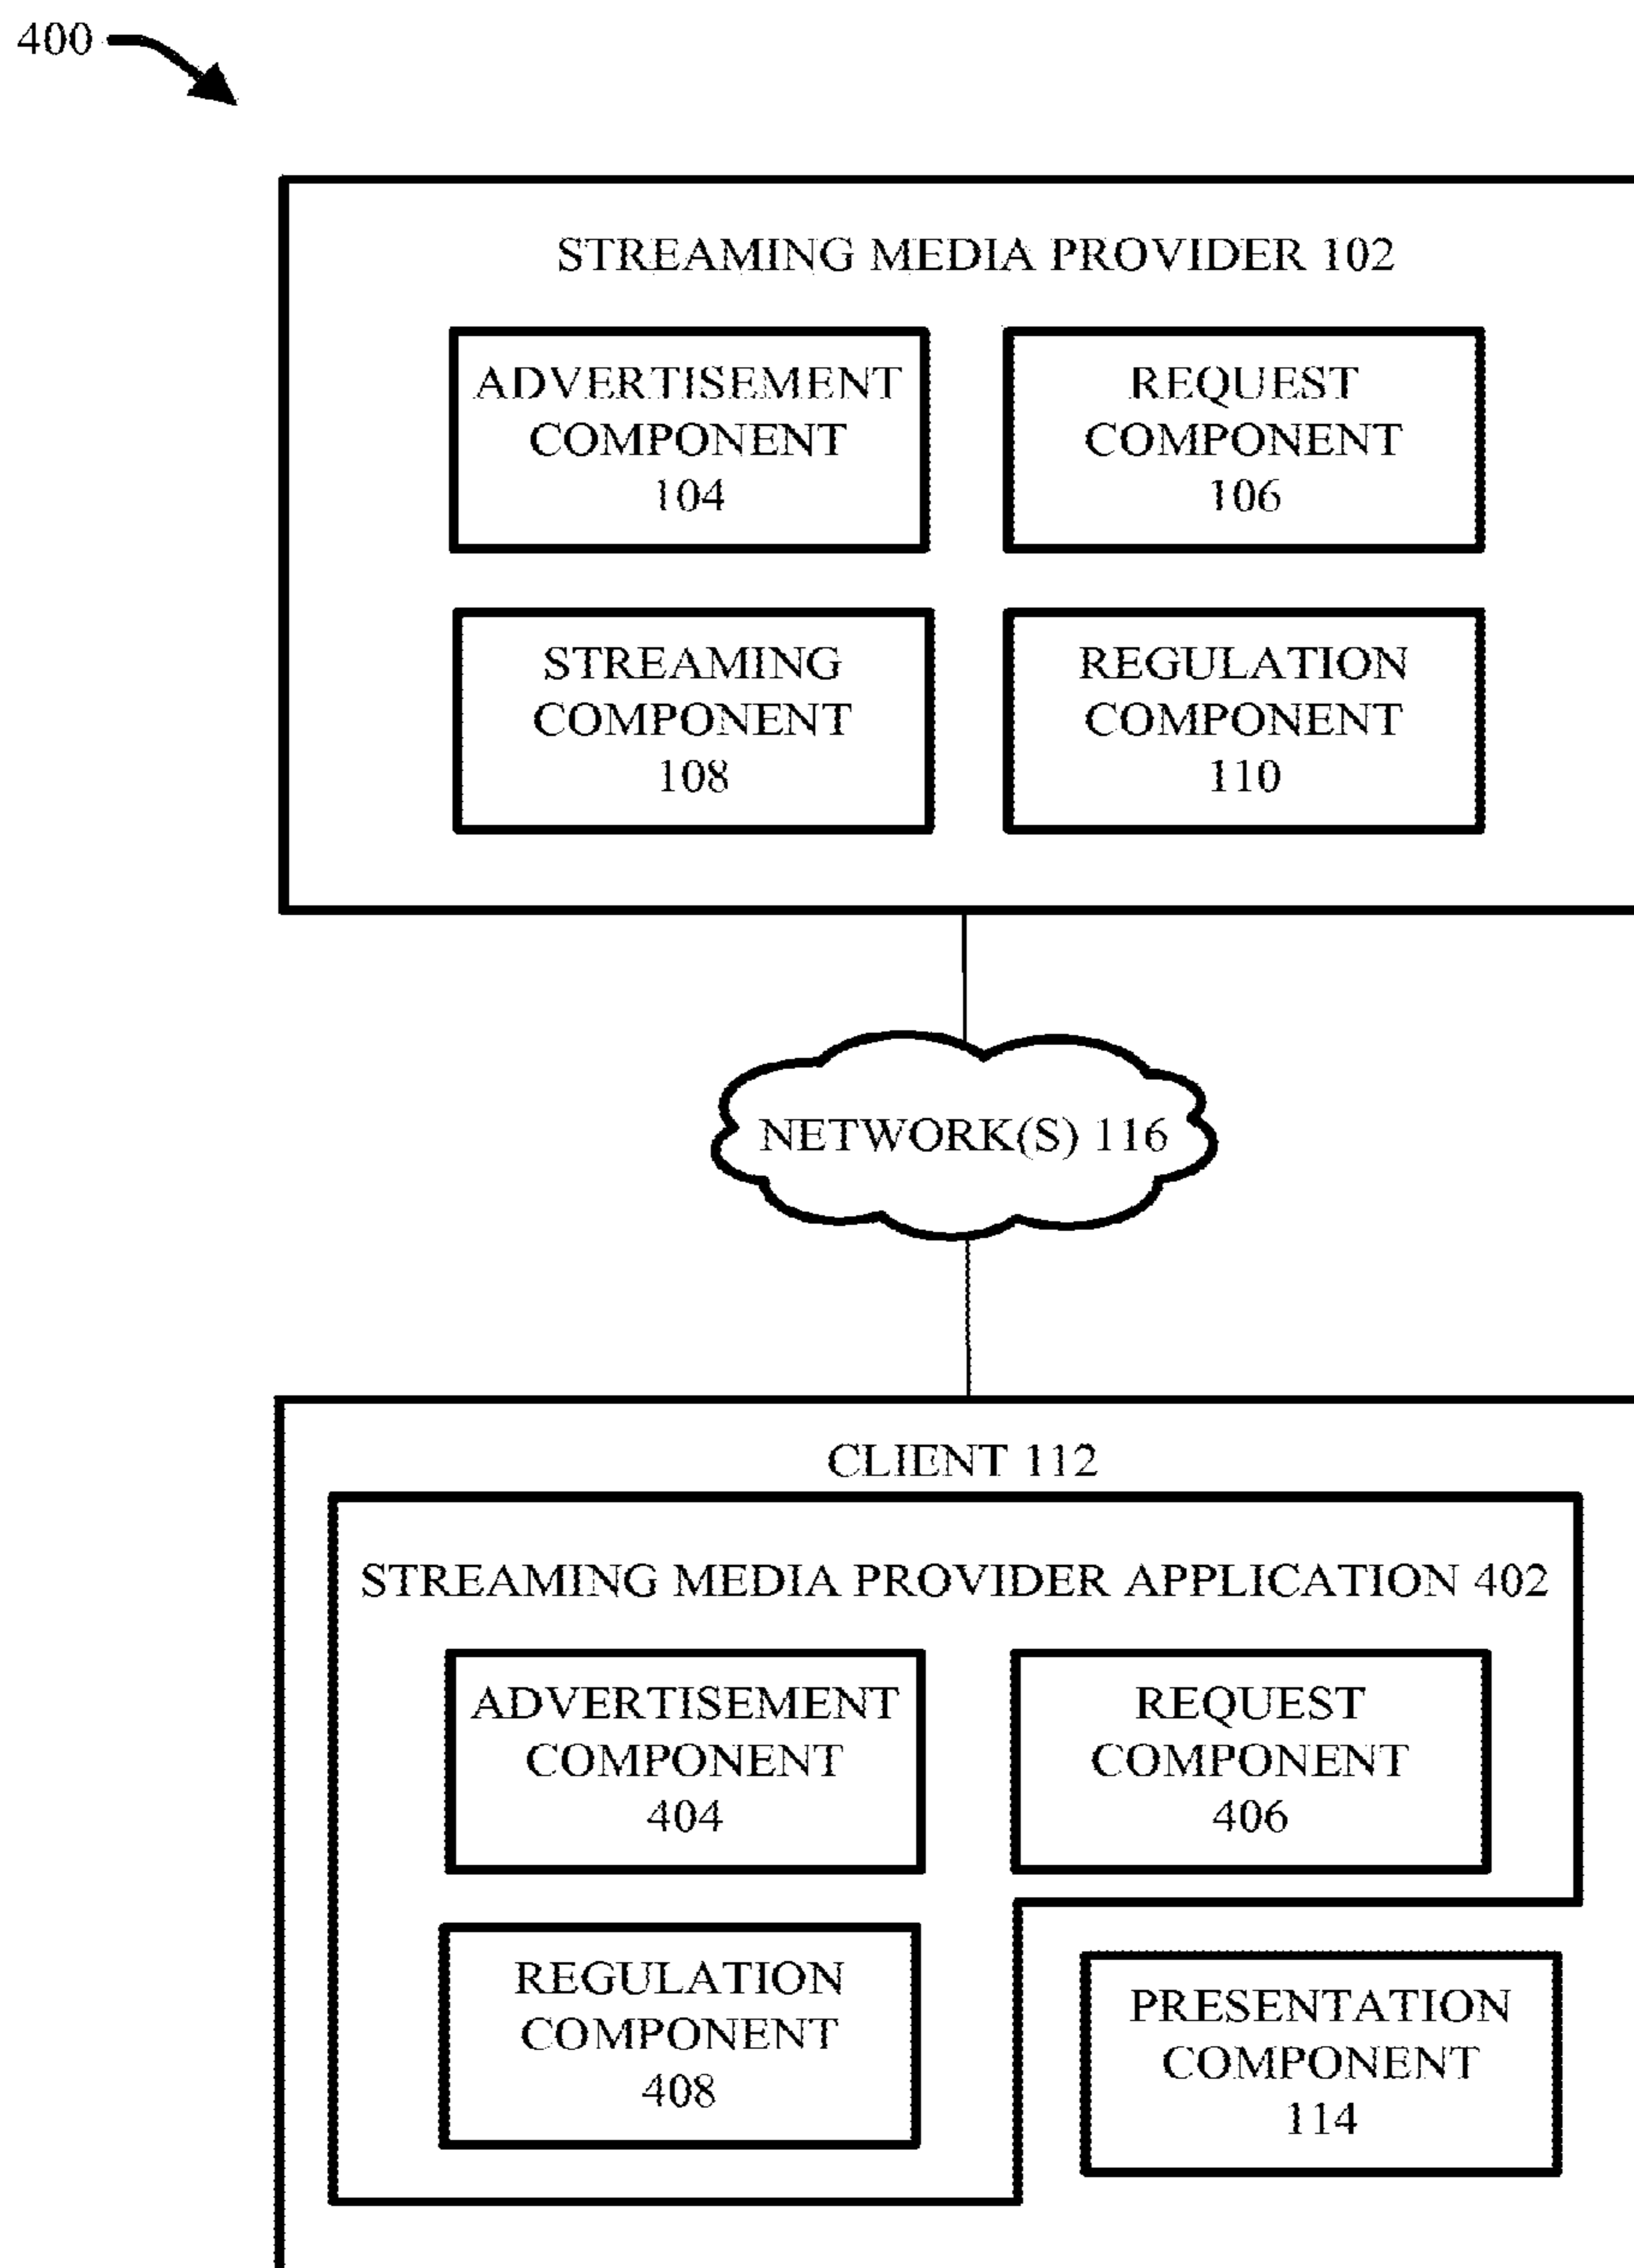 400
STREAMING MEDIA PROVIDER 102
ADVERTISEMENT
COMPONENT
104
REQUEST
COMPONENT
106
STREAMING
COMPONENT
108
REGULATION
COMPONENT
110
NETWORK(S) 116
CLIENT 112
STREAMING MEDIA PROVIDER APPLICATION 402
ADVERTISEMENT
COMPONENT
404
REQUEST
COMPONENT
406
REGULATION
COMPONENT
408
PRESENTATION
COMPONENT
114